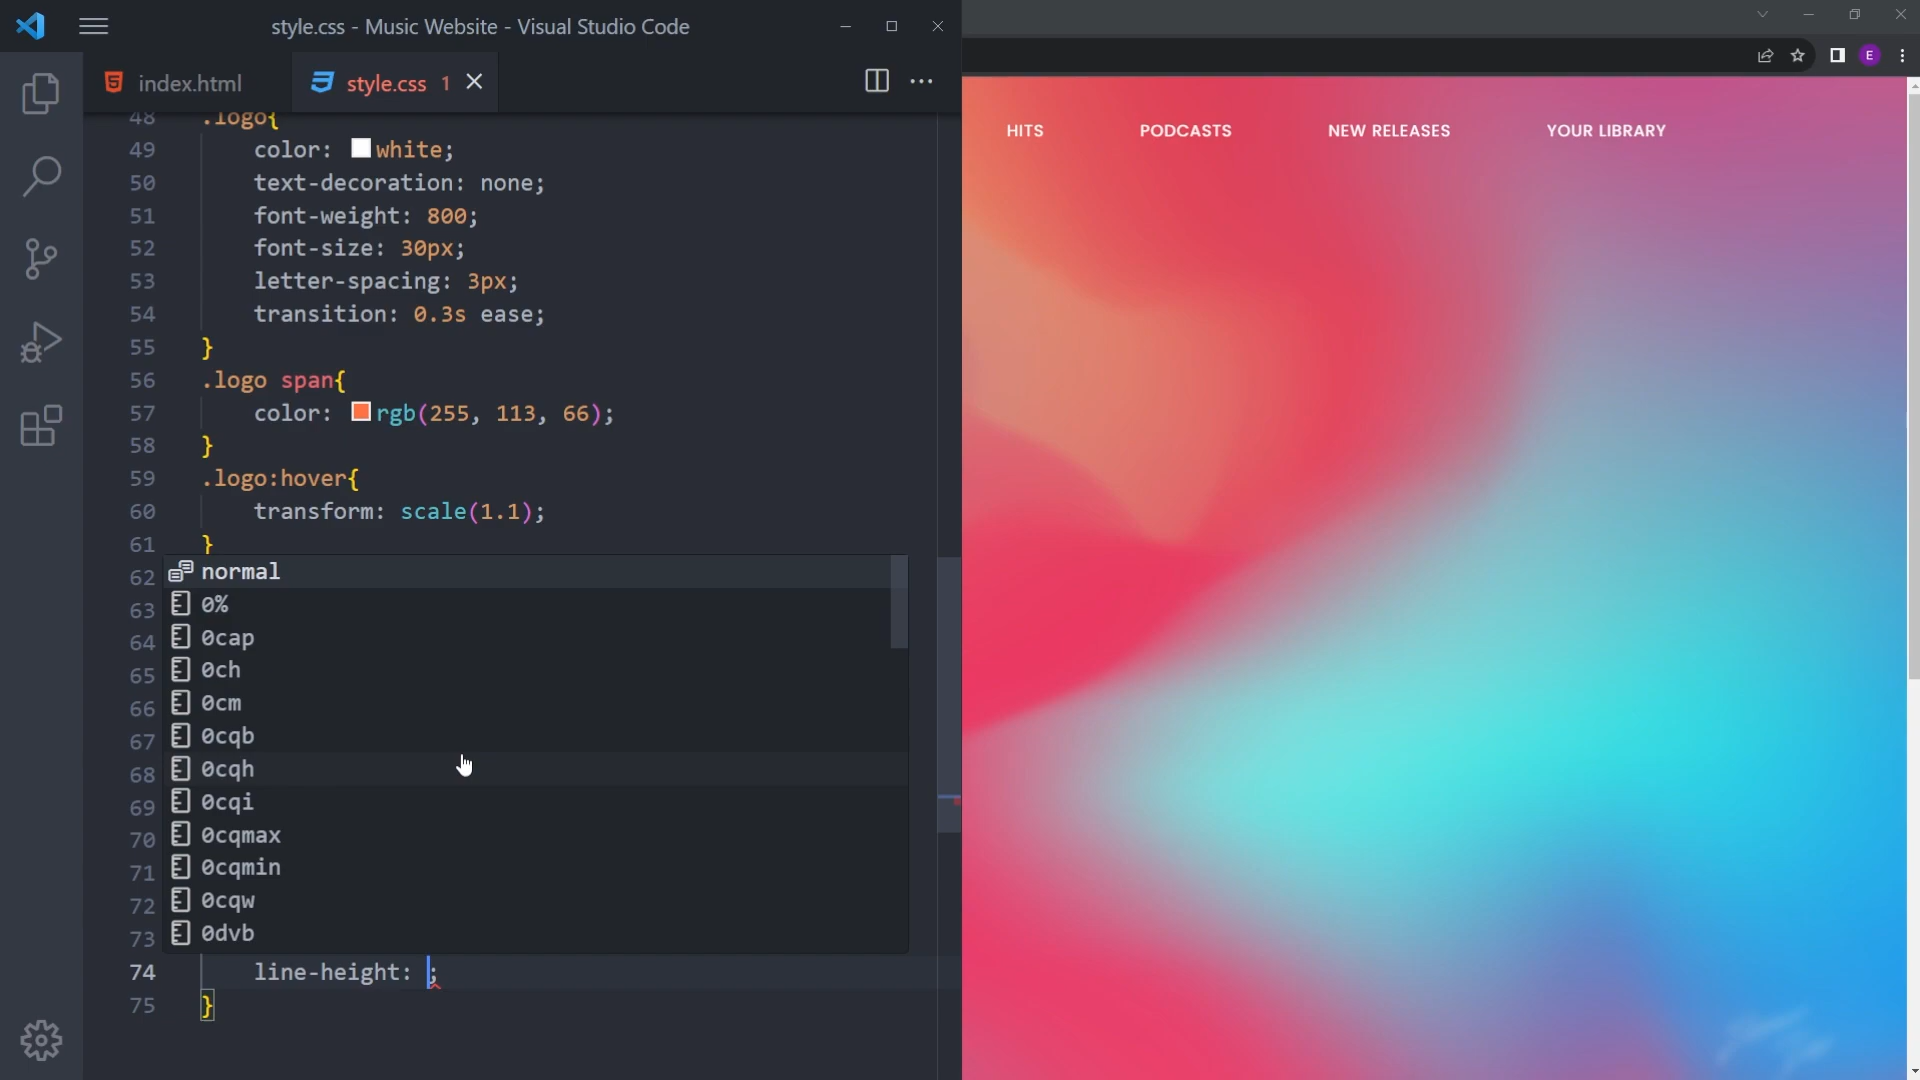 style.css - Music Website - Visual Studio Code
index.html
style.css 1
E
48 .logo{
49 color: white;
50 text-decoration: none;
51 font-weight: 800;
52 font-size: 30px;
53 letter-spacing: 3px;
54 transition: 0.3s ease;
55 }
56 .logo span{
57 color: rgb(255, 113, 66);
58 }
59 .logo:hover{
60 transform: scale(1.1);
61 }
62 normal
63 0%
64 0cap
65 0ch
66 0cm
67 0cqb
68 0cqh
69 0cqi
70 0cqmax
71 0cqmin
72 0cqw
73 0dvb
74 line-height: ;
75 }
HITS PODCASTS NEW RELEASES YOUR LIBRARY